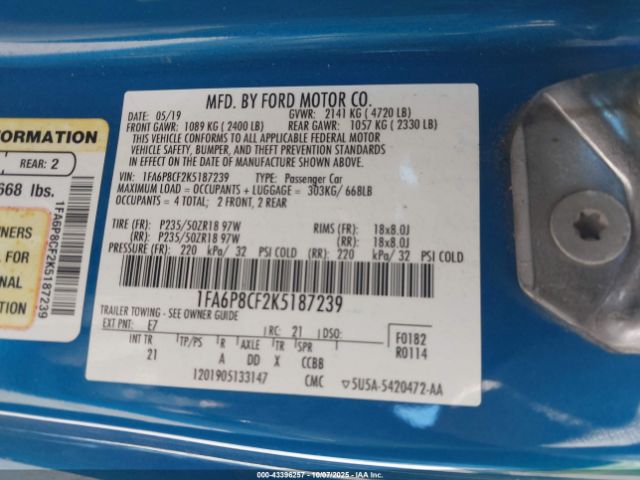 MFD. BY FORD MOTOR CO.
DATE: 05/19 GVWR: 2141 KG ( 4720 LB)
FRONT GAWR: 1089 KG ( 2400 LB) REAR GAWR: 1057 KG ( 2330 LB)
THIS VEHICLE CONFORMS TO ALL APPLICABLE FEDERAL MOTOR
VEHICLE SAFETY, BUMPER, AND THEFT PREVENTION STANDARDS
IN EFFECT ON THE DATE OF MANUFACTURE SHOWN ABOVE.
VIN: 1FA6P8CF2K5187239 TYPE: Passenger Car
MAXIMUM LOAD = OCCUPANTS + LUGGAGE = 303KG/ 668LB
OCCUPANTS = 4 TOTAL; 2 FRONT, 2 REAR
TIRE (FR): P235/50ZR18 97W RIMS (FR): 18x8.0J
(RR): P235/50ZR18 97W (RR): 18x8.0J
PRESSURE (FR): 220 kPa/ 32 PSI COLD (RR): 220 kPa/ 32 PSI COLD
1FA6P8CF2K5187239
TRAILER TOWING - SEE OWNER GUIDE
EXT PNT: E7 RC: 21 DSO: F0182
INT TR TP/PS R AXLE TR SPR R0114
21 A DD X CCBB
1201905133147 CMC 5U5A-5420472-AA
FORMATION
REAR: 2
668 lbs.
WNERS
AL FOR
ONAL
ATION
1FA6P8CF2K5187239
OW-43396257 - 10/07/2025 - IAAI.COM